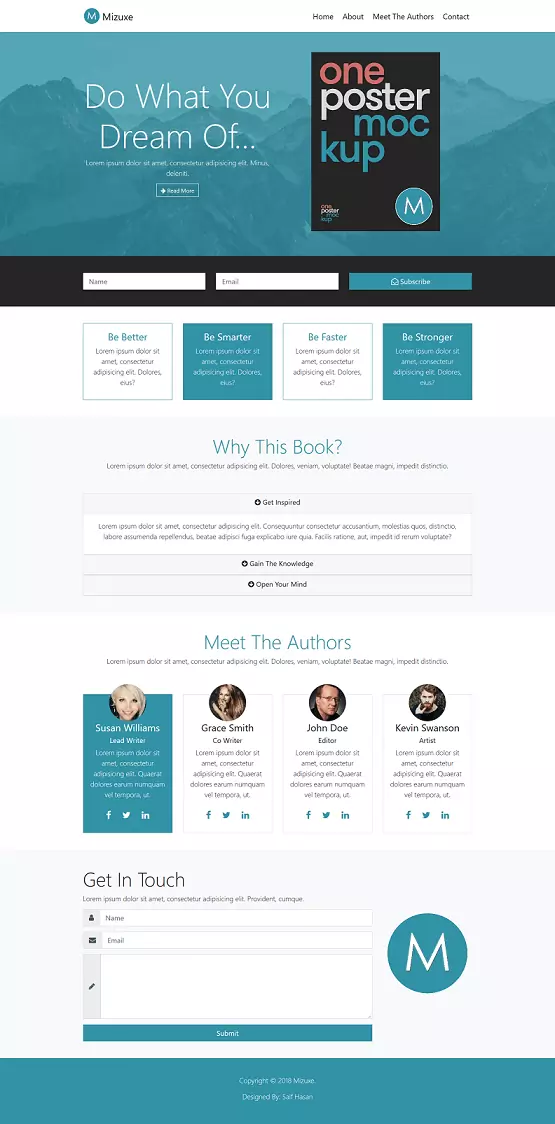 M Mizuxe
Home About Meet The Authors Contact
Do What You
Dream Of...
Lorem ipsum dolor sit amet, consectetur adipisicing elit. Minus,
deleniti.
Read More
one
poster
moc
kup
M
one
poster
moc
kup
Name
Email
Subscribe
Be Better
Lorem ipsum dolor sit
amet, consectetur
adipisicing elit. Dolores,
eius?
Be Smarter
Lorem ipsum dolor sit
amet, consectetur
adipisicing elit. Dolores,
eius?
Be Faster
Lorem ipsum dolor sit
amet, consectetur
adipisicing elit. Dolores,
eius?
Be Stronger
Lorem ipsum dolor sit
amet, consectetur
adipisicing elit. Dolores,
eius?
Why This Book?
Lorem ipsum dolor sit amet, consectetur adipisicing elit. Dolores, veniam, voluptate! Beatae magni, impedit distinctio.
Get Inspired
Lorem ipsum dolor sit amet, consectetur adipisicing elit. Consequuntur consectetur accusantium, molestias quos, distinctio,
labore assumenda repellendus, beatae adipisci fuga explicabo iure quia. Facilis ratione, aut, impedit id rerum voluptate?
Gain The Knowledge
Open Your Mind
Meet The Authors
Lorem ipsum dolor sit amet, consectetur adipisicing elit. Dolores, veniam, voluptate! Beatae magni, impedit distinctio.
Susan Williams
Lead Writer
Lorem ipsum dolor sit
amet, consectetur
adipisicing elit. Quaerat
dolores earum numquam
vel tempora, ut.
Grace Smith
Co Writer
Lorem ipsum dolor sit
amet, consectetur
adipisicing elit. Quaerat
dolores earum numquam
vel tempora, ut.
John Doe
Editor
Lorem ipsum dolor sit
amet, consectetur
adipisicing elit. Quaerat
dolores earum numquam
vel tempora, ut.
Kevin Swanson
Artist
Lorem ipsum dolor sit
amet, consectetur
adipisicing elit. Quaerat
dolores earum numquam
vel tempora, ut.
Get In Touch
Lorem ipsum dolor sit amet, consectetur adipisicing elit. Provident, cumque.
Name
Email
Submit
M
Copyright © 2018 Mizuxe.
Designed By: Saif Hasan